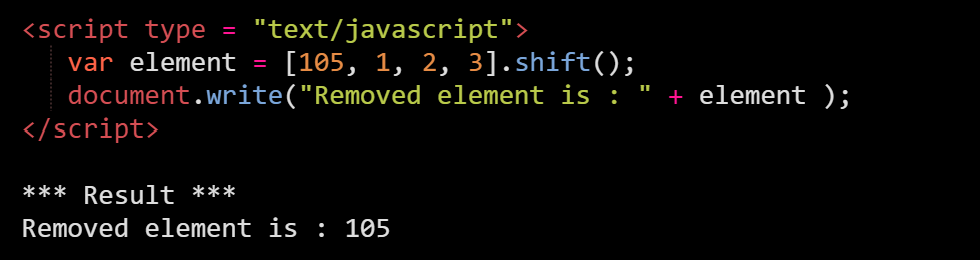 <script type = "text/javascript">
var element = [105, 1, 2, 3].shift();
document.write("Removed element is : " + element );
</script>
*** Result ***
Removed element is : 105